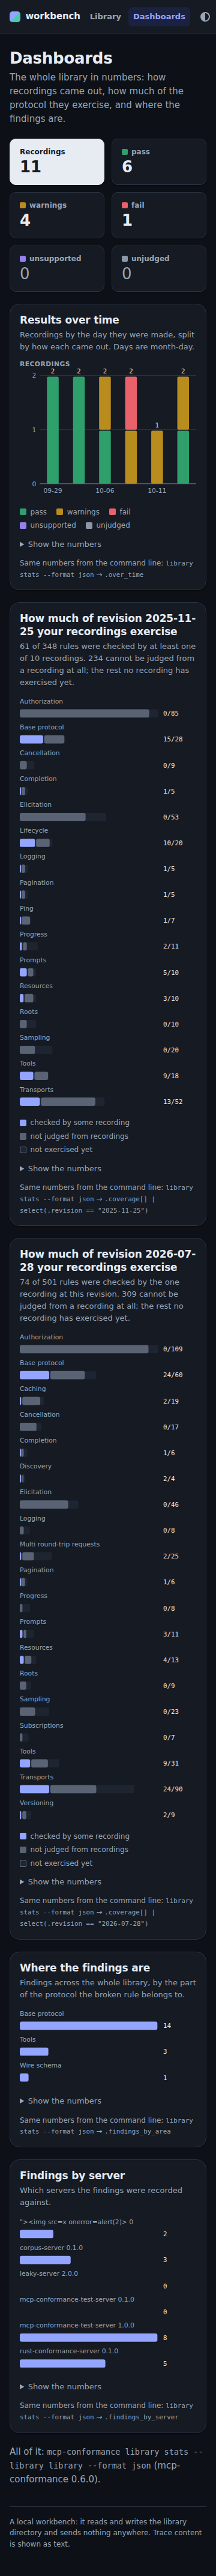 workbench Library Dashboards
Dashboards
The whole library in numbers: how
recordings came out, how much of the
protocol they exercise, and where the
findings are.
Recordings
11
pass
6
warnings
4
fail
1
unsupported
0
unjudged
0
Results over time
Recordings by the day they were made, split
by how each came out. Days are month-day.
RECORDINGS
2 2 2 2 2 2
1 1
0
09-29 10-06 10-11
pass warnings fail
unsupported unjudged
Show the numbers
Same numbers from the command line: library
stats --format json → .over_time
How much of revision 2025-11-
25 your recordings exercise
61 of 348 rules were checked by at least one
of 10 recordings. 234 cannot be judged from
a recording at all; the rest no recording has
exercised yet.
Authorization
0/85
Base protocol
15/28
Cancellation
0/9
Completion
1/5
Elicitation
0/53
Lifecycle
10/20
Logging
1/5
Pagination
1/5
Ping
1/7
Progress
2/11
Prompts
5/10
Resources
3/10
Roots
0/10
Sampling
0/20
Tools
9/18
Transports
13/52
checked by some recording
not judged from recordings
not exercised yet
Show the numbers
Same numbers from the command line: library
stats --format json → .coverage[] |
select(.revision == "2025-11-25")
How much of revision 2026-07-
28 your recordings exercise
74 of 501 rules were checked by the one
recording at this revision. 309 cannot be
judged from a recording at all; the rest no
recording has exercised yet.
Authorization
0/109
Base protocol
24/60
Caching
2/19
Cancellation
0/17
Completion
1/6
Discovery
2/4
Elicitation
0/46
Logging
0/8
Multi round-trip requests
2/25
Pagination
1/6
Progress
0/8
Prompts
3/11
Resources
4/13
Roots
0/9
Sampling
0/23
Subscriptions
0/7
Tools
9/31
Transports
24/90
Versioning
2/9
checked by some recording
not judged from recordings
not exercised yet
Show the numbers
Same numbers from the command line: library
stats --format json → .coverage[] |
select(.revision == "2026-07-28")
Where the findings are
Findings across the whole library, by the part
of the protocol the broken rule belongs to.
Base protocol
14
Tools
3
Wire schema
1
Show the numbers
Same numbers from the command line: library
stats --format json → .findings_by_area
Findings by server
Which servers the findings were recorded
against.
"><img src=x onerror=alert(2)> 0
2
corpus-server 0.1.0
3
leaky-server 2.0.0
0
mcp-conformance-test-server 0.1.0
0
mcp-conformance-test-server 1.0.0
8
rust-conformance-server 0.1.0
5
Show the numbers
Same numbers from the command line: library
stats --format json → .findings_by_server
All of it: mcp-conformance library stats --
library library --format json (mcp-
conformance 0.6.0).
A local workbench: it reads and writes the library
directory and sends nothing anywhere. Trace content
is shown as text.